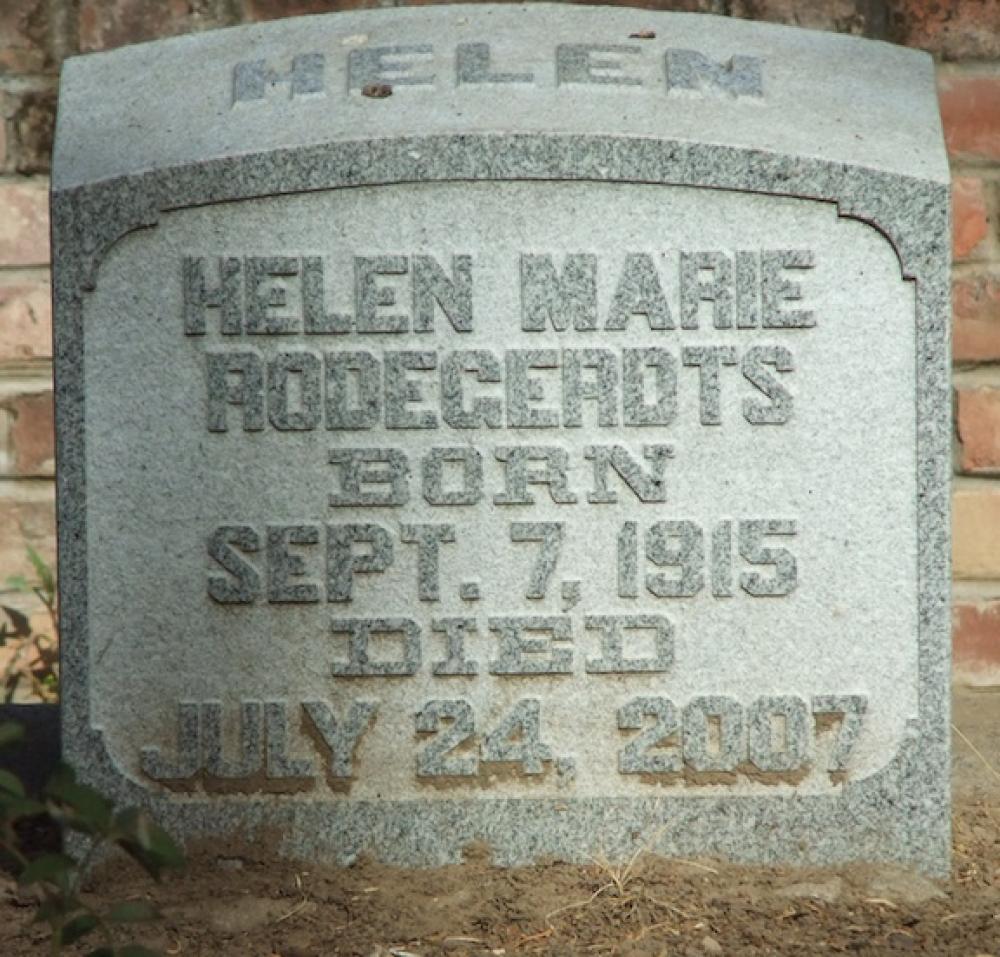 HELEN
HELEN MARIE
RODEGERDTS
BORN
SEPT. 7, 1915
DIED
JULY 24, 2007